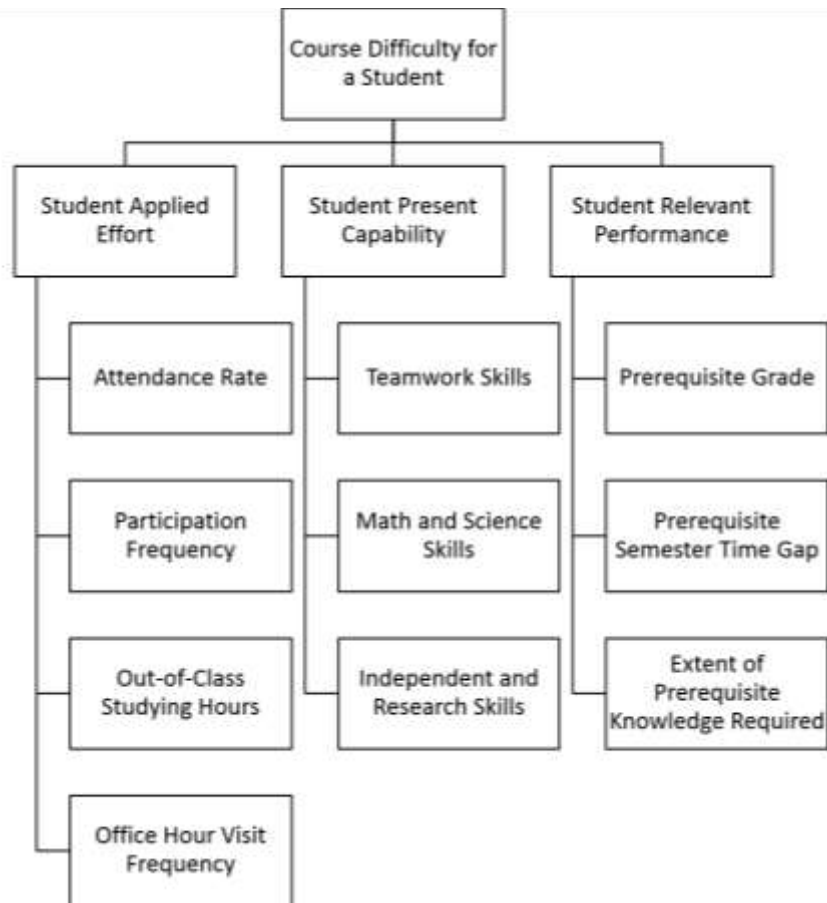 Course Difficulty for
a Student
Student Applied
Effort
Student Present
Capability
Student Relevant
Performance
Attendance Rate
Teamwork Skills
Prerequisite Grade
Participation
Frequency
Math and Science
Skills
Prerequisite
Semester Time Gap
Out-of-Class
Studying Hours
Independent and
Research Skills
Extent of
Prerequisite
Knowledge Required
Office Hour Visit
Frequency